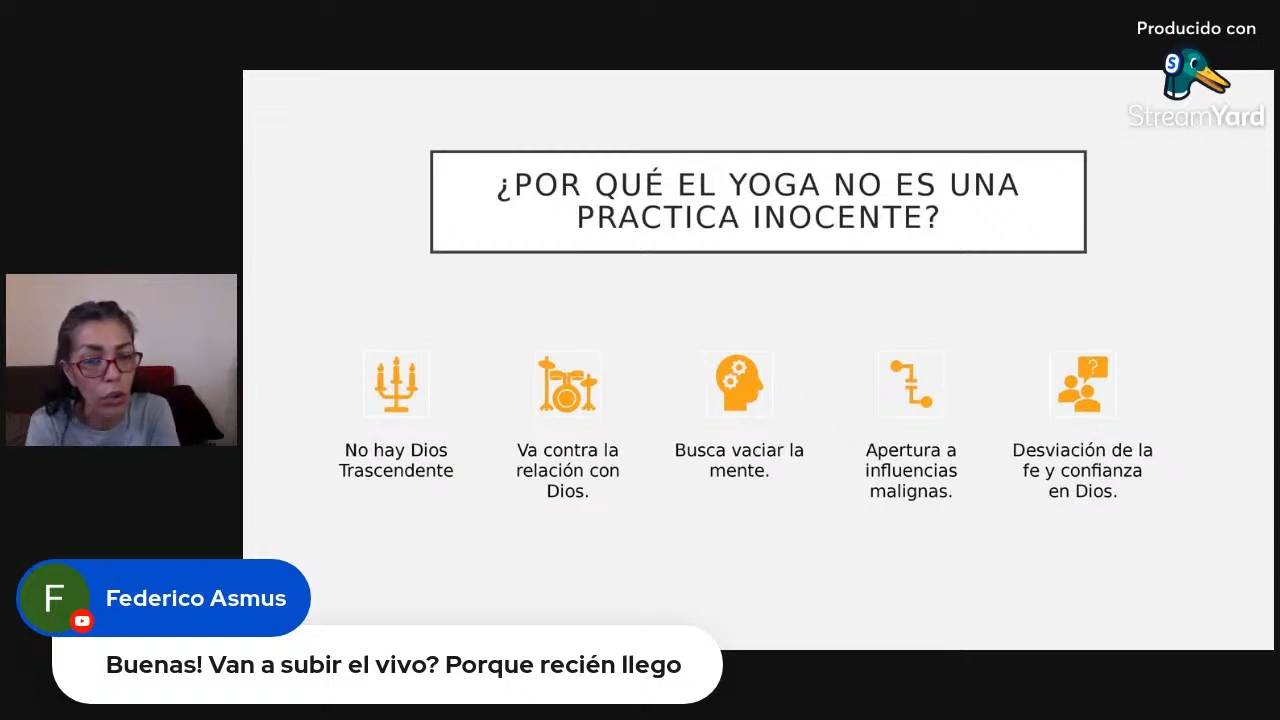 Producido con
StreamYard
¿POR QUÉ EL YOGA NO ES UNA
PRACTICA INOCENTE?
No hay Dios
Trascendente
Va contra la
relación con
Dios.
Busca vaciar la
mente.
Apertura a
influencias
malignas.
Desviación de la
fe y confianza
en Dios.
F
Federico Asmus
Buenas! Van a subir el vivo? Porque recién llego